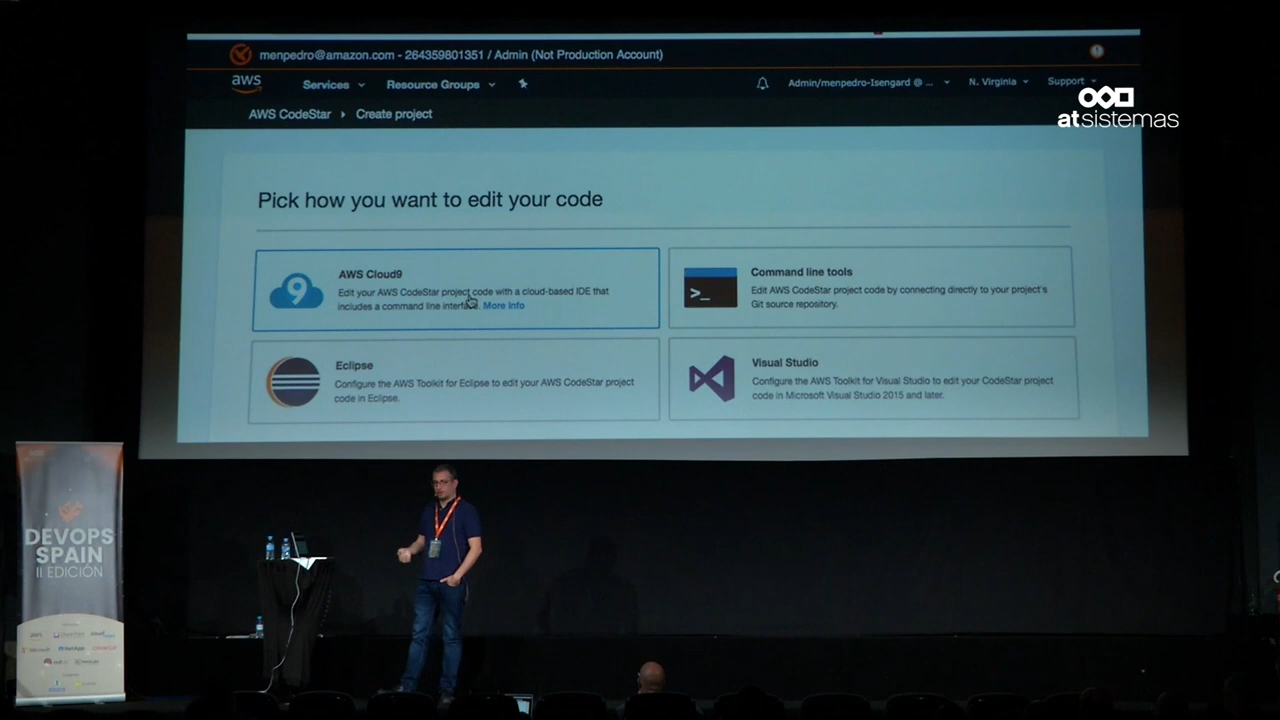 menpedro@amazon.com - 264359801351 / Admin (Not Production Account)
aws
Services
Resource Groups
Admin/menpedro-Isengard @ ...
N. Virginia
Support
AWS CodeStar
Create project
atsistemas
Pick how you want to edit your code
9
AWS Cloud9
Edit your AWS CodeStar project code with a cloud-based IDE that
includes a command line interface. More Info
>_
Command line tools
Edit AWS CodeStar project code by connecting directly to your project's
Git source repository.
Eclipse
Configure the AWS Toolkit for Eclipse to edit your AWS CodeStar project
code in Eclipse.
Visual Studio
Configure the AWS Toolkit for Visual Studio to edit your CodeStar project
code in Microsoft Visual Studio 2015 and later.
DEVOPS
SPAIN
II EDICIÓN
Microsoft
NetApp
ORACLE